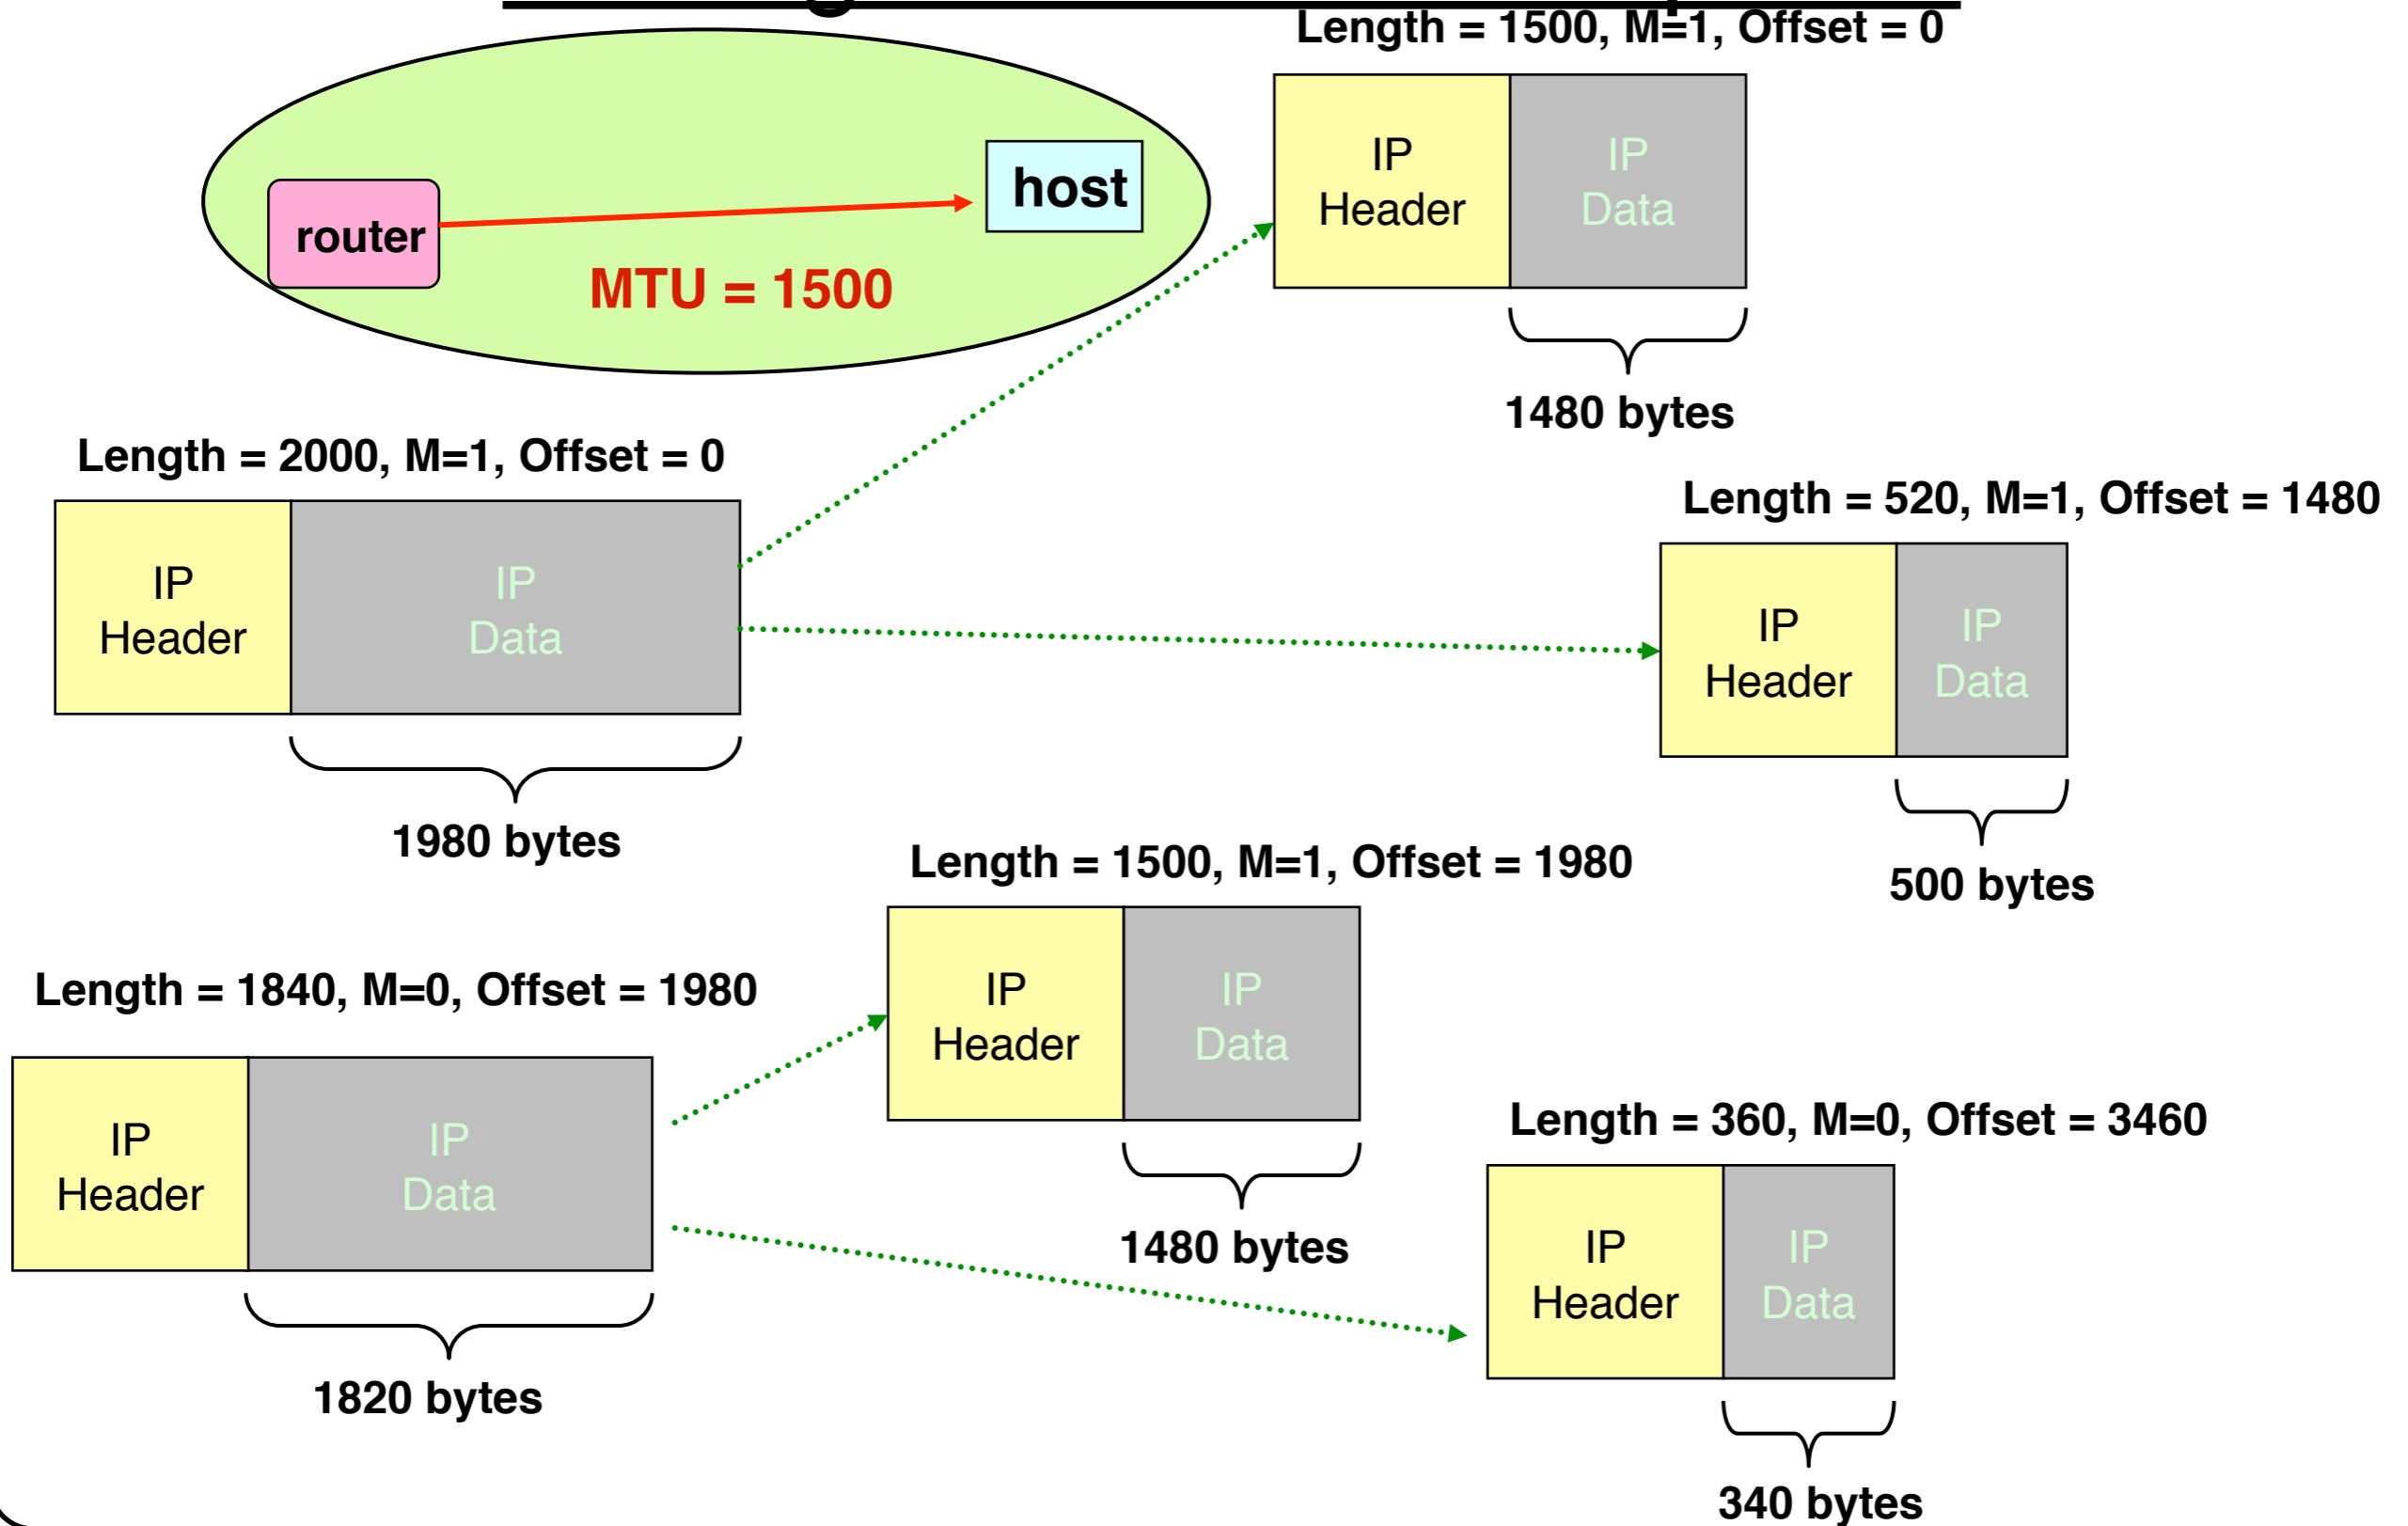 Length = 1500, M=1, Offset = 0
IP
Header
IP
Data
host
router
MTU = 1500
1480 bytes
Length = 2000, M=1, Offset = 0
IP
Header
IP
Data
1980 bytes
Length = 520, M=1, Offset = 1480
IP
Header
IP
Data
500 bytes
Length = 1500, M=1, Offset = 1980
IP
Header
IP
Data
1480 bytes
Length = 1840, M=0, Offset = 1980
IP
Header
IP
Data
1820 bytes
Length = 360, M=0, Offset = 3460
IP
Header
IP
Data
340 bytes